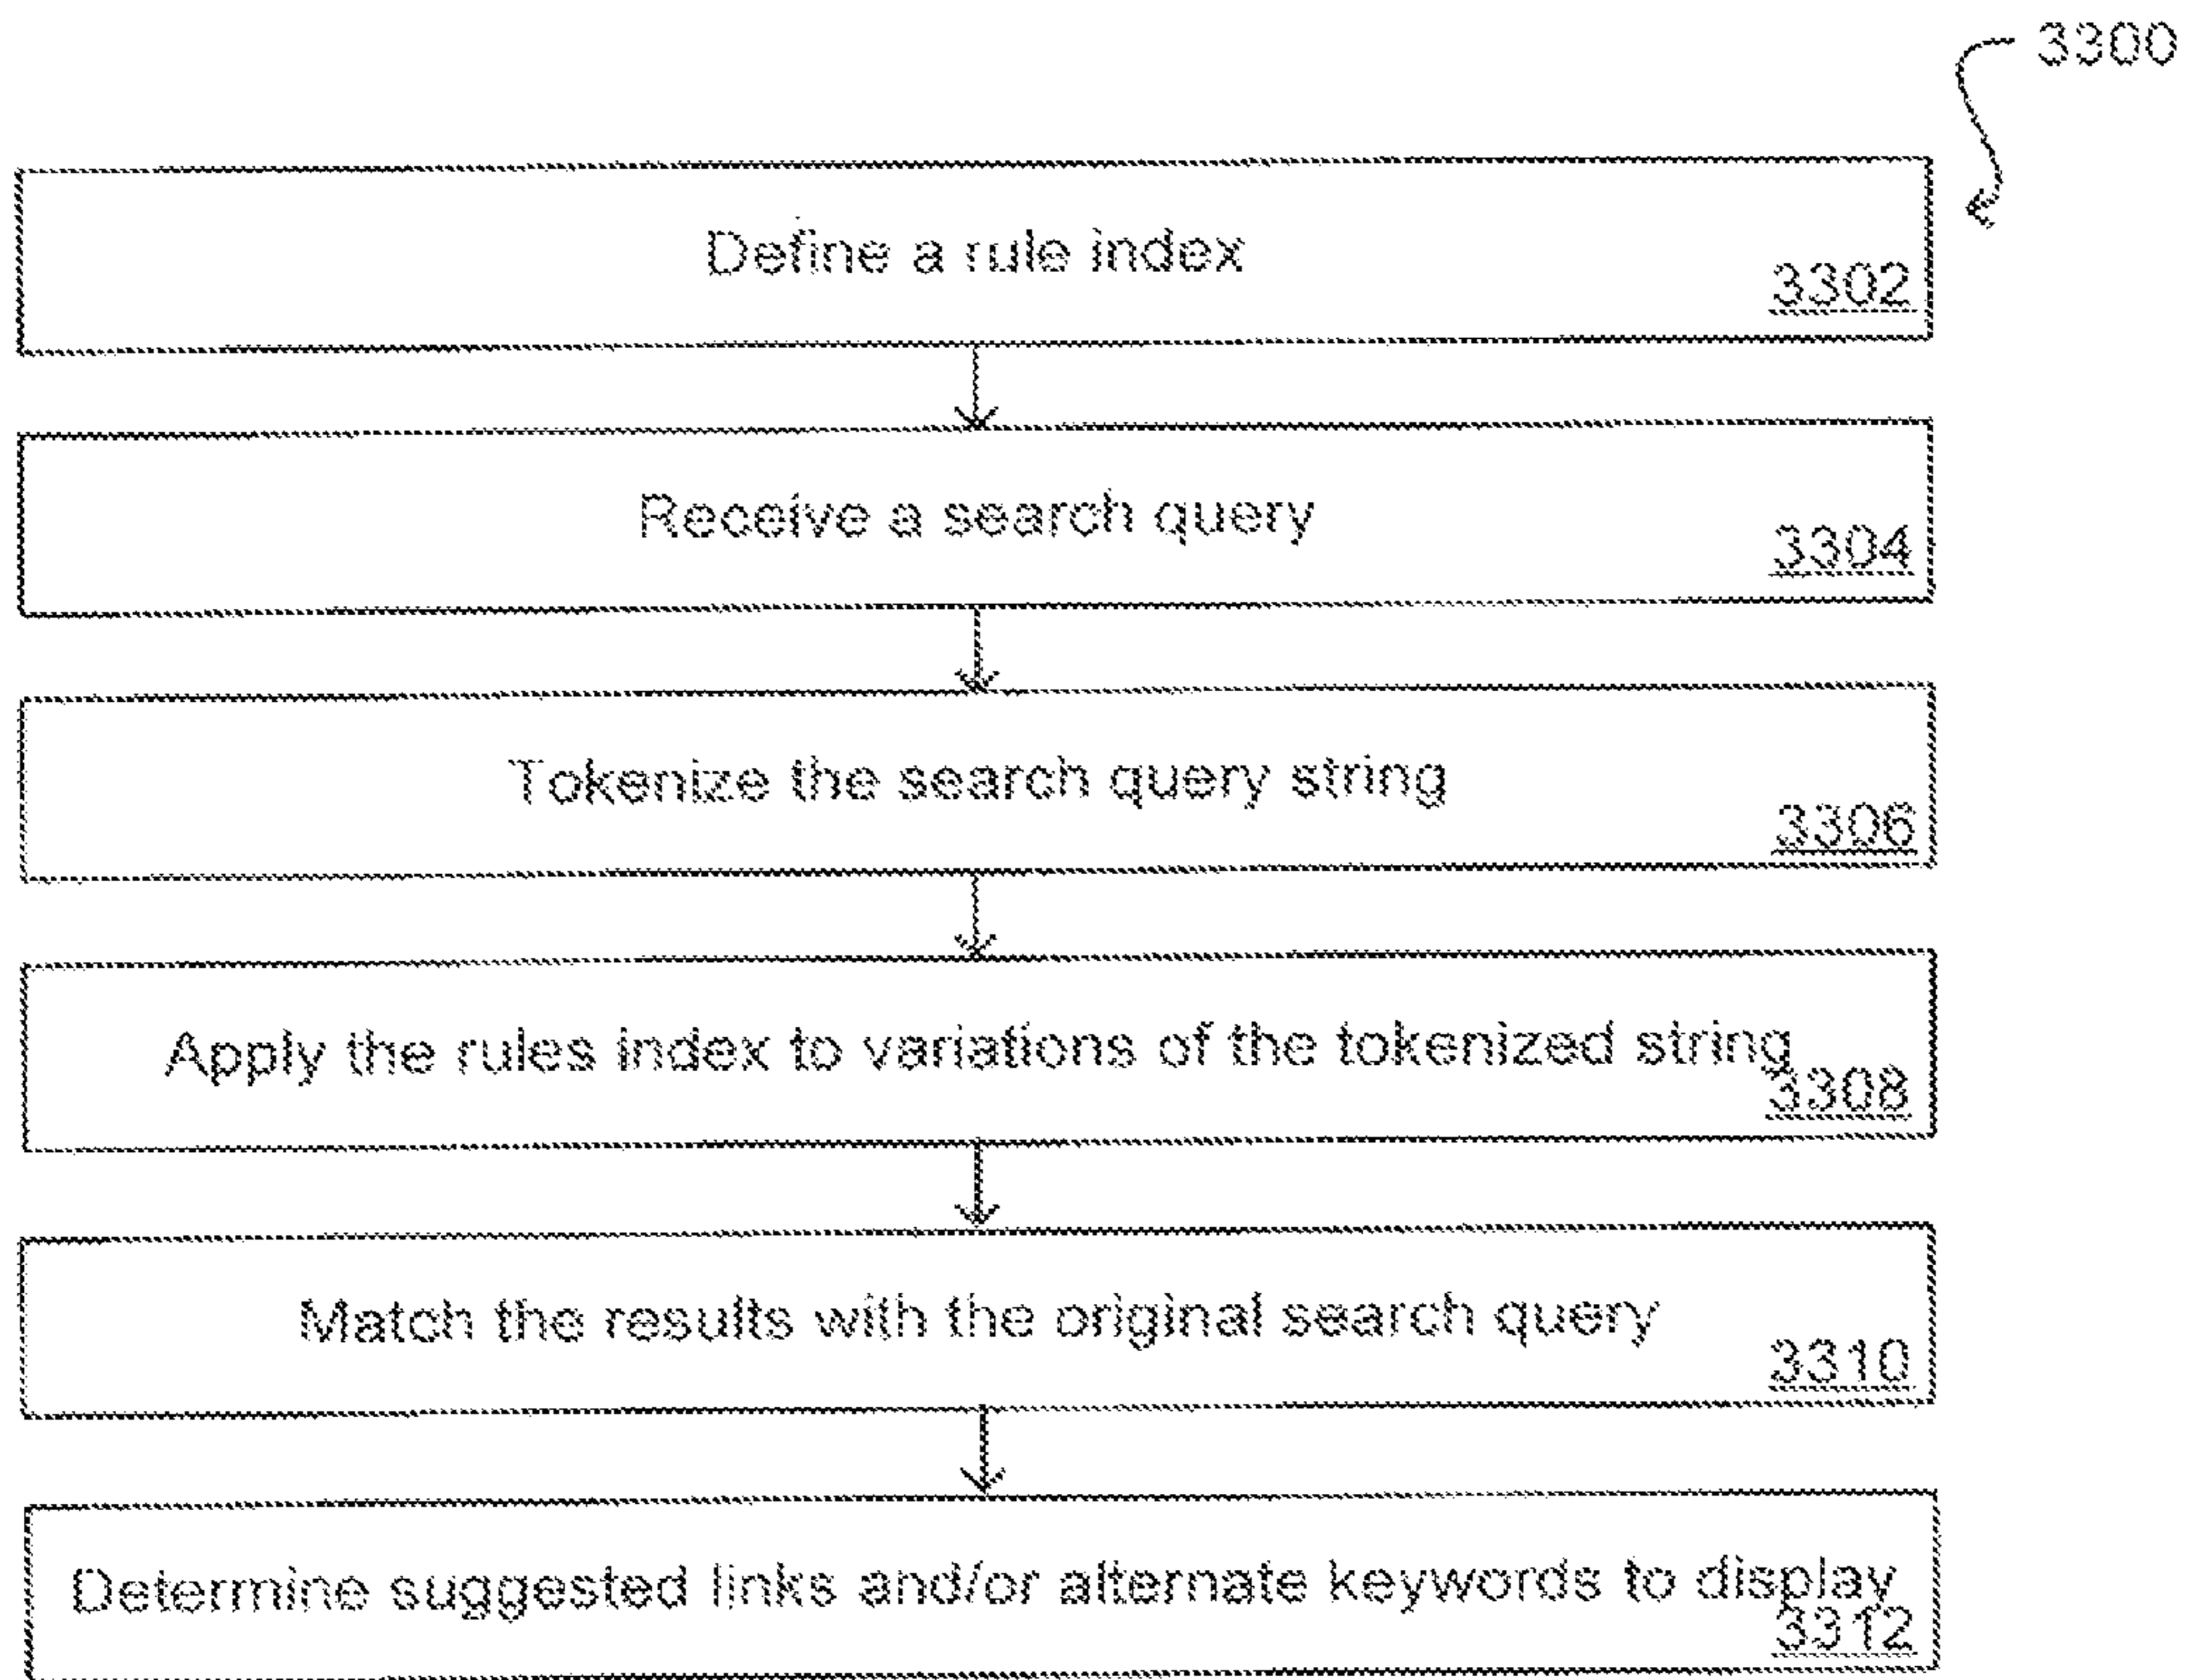 3300
Define a rule index
3302
Receive a search query
3304
Tokenize the search query string
3306
Apply the rules index to variations of the tokenized string
3308
Match the results with the original search query
3310
Determine suggested links and/or alternate keywords to display
3312